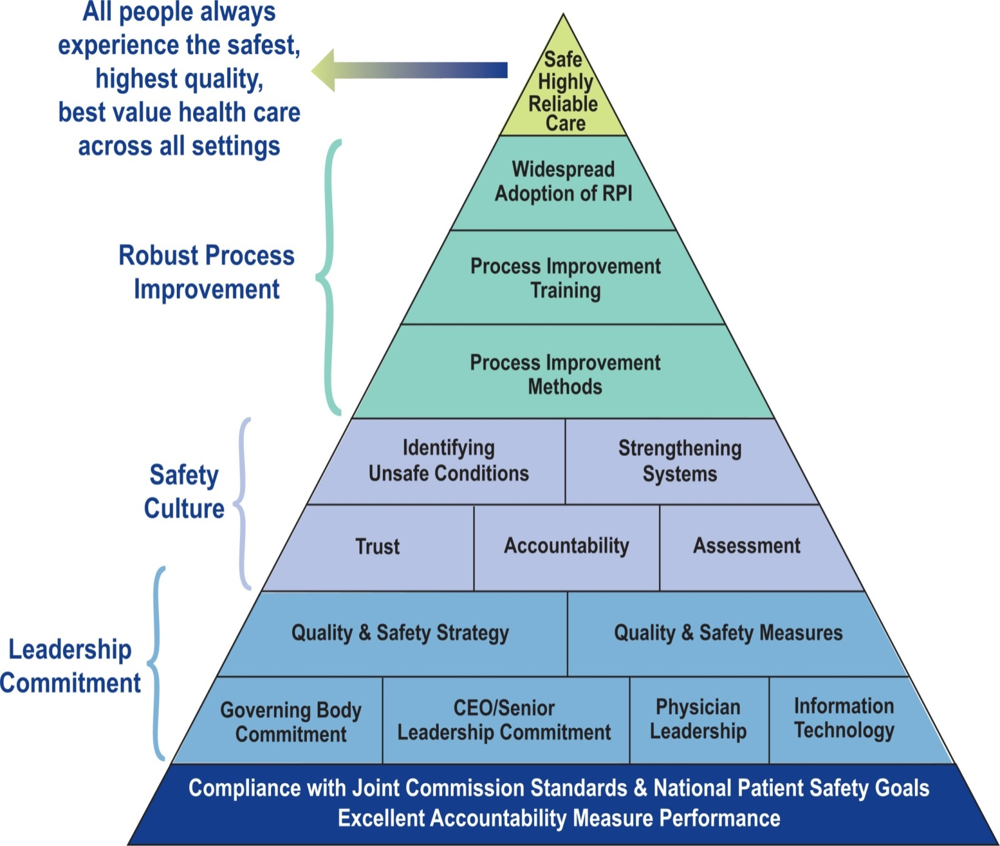 All people always
experience the safest,
highest quality,
best value health care
across all settings
Safe
Highly
Reliable
Care
Robust Process
Improvement
Widespread
Adoption of RPI
Process Improvement
Training
Process Improvement
Methods
Safety
Culture
Identifying
Unsafe Conditions
Strengthening
Systems
Trust
Accountability
Assessment
Leadership
Commitment
Quality & Safety Strategy
Quality & Safety Measures
Governing Body
Commitment
CEO/Senior
Leadership Commitment
Physician
Leadership
Information
Technology
Compliance with Joint Commission Standards & National Patient Safety Goals
Excellent Accountability Measure Performance